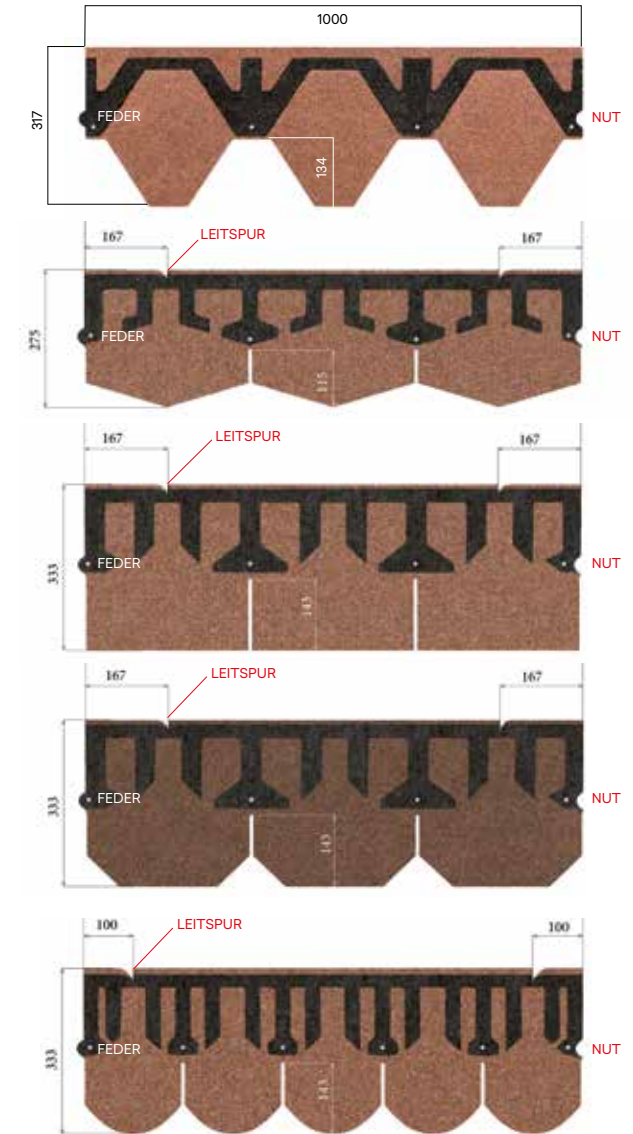 1000
317
FEDER
NUT
134
LEITSPUR
167
167
275
FEDER
NUT
115
LEITSPUR
167
167
333
FEDER
NUT
143
LEITSPUR
167
167
333
FEDER
NUT
143
LEITSPUR
100
100
333
FEDER
NUT
143